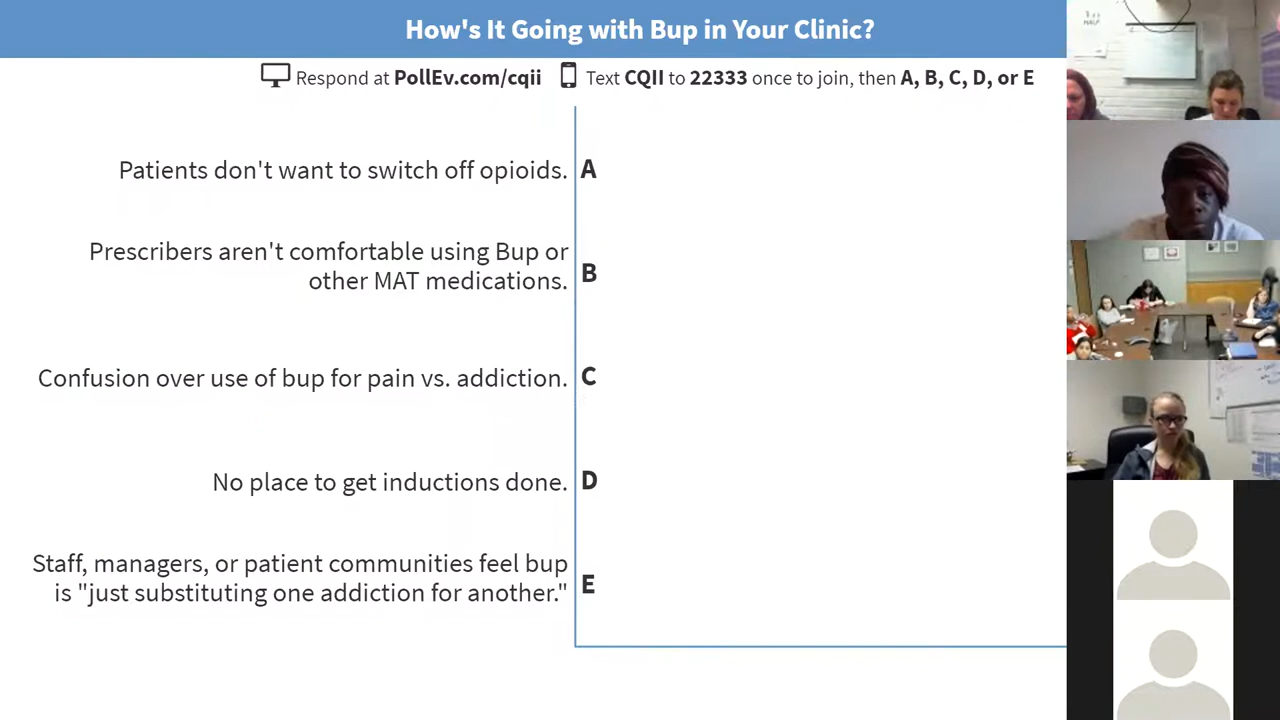 How's It Going with Bup in Your Clinic?
Respond at PollEv.com/cqii Text CQII to 22333 once to join, then A, B, C, D, or E
Patients don't want to switch off opioids. A
Prescribers aren't comfortable using Bup or
other MAT medications. B
Confusion over use of bup for pain vs. addiction. C
No place to get inductions done. D
Staff, managers, or patient communities feel bup
is "just substituting one addiction for another." E